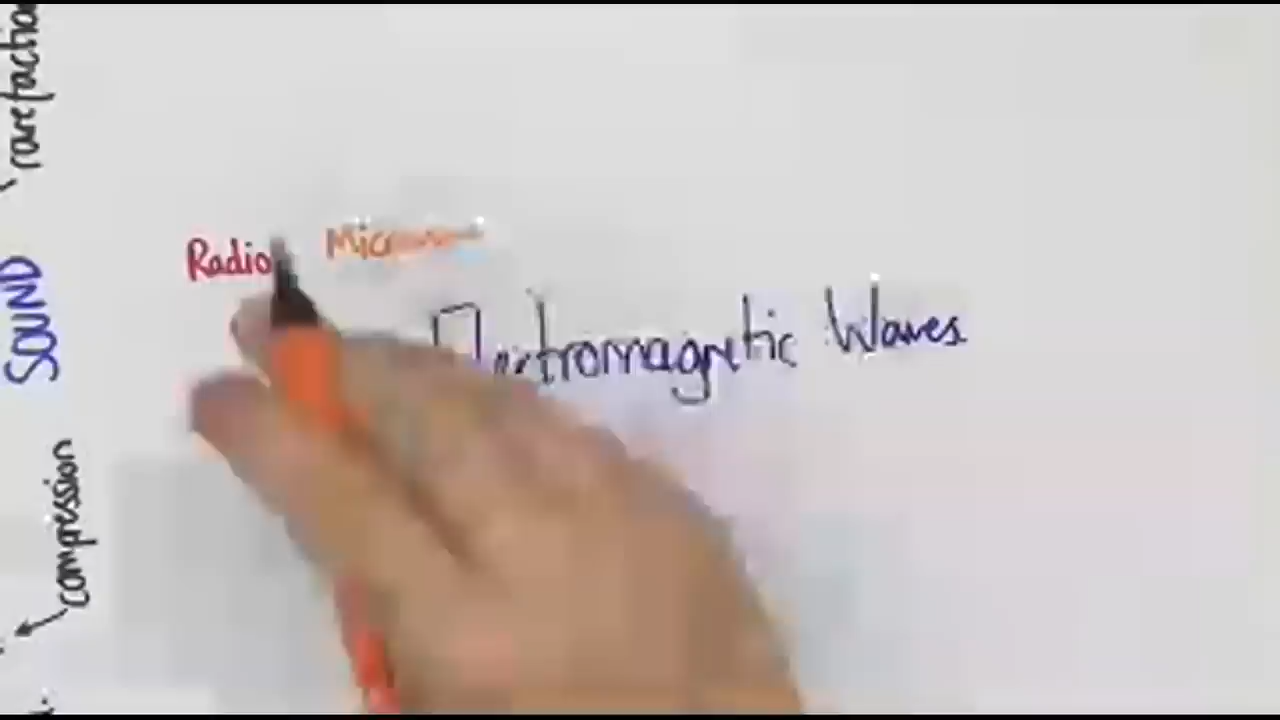 rarefaction
SOUND
compression
Radio
Electromagnetic Waves